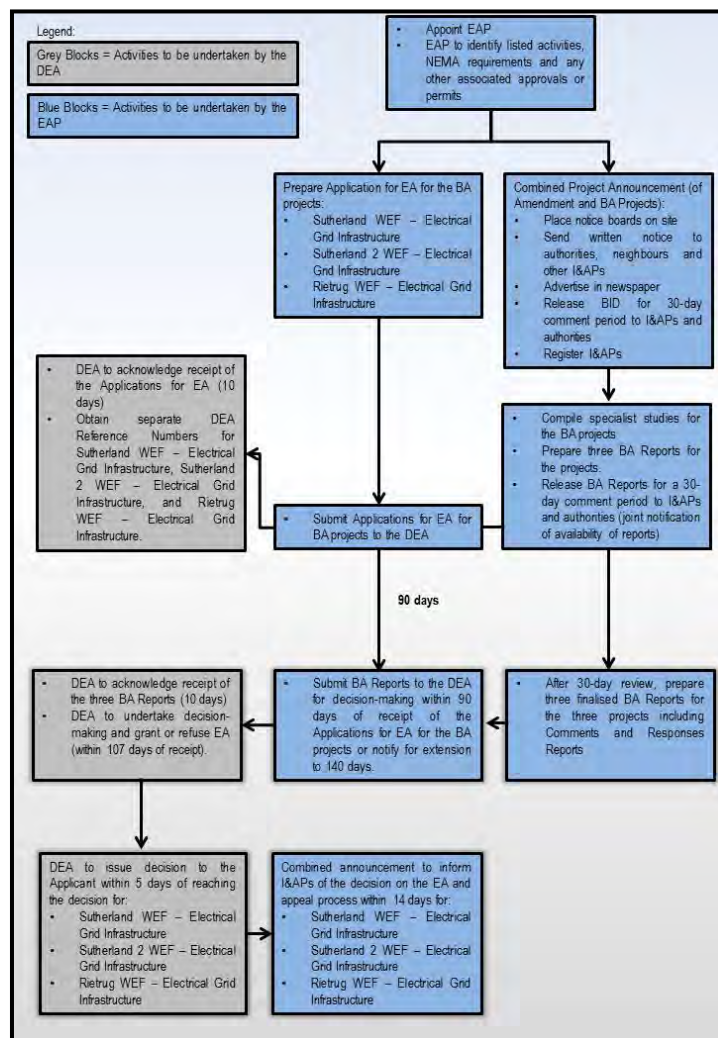 Legend:
Grey Blocks = Activities to be undertaken by the
DEA
Blue Blocks = Activities to be undertaken by the
EAP
• Appoint EAP
• EAP to identify listed activities,
NEMA requirements and any
other associated approvals or
permits
Prepare Application for EA for the BA
projects:
• Sutherland WEF – Electrical
Grid Infrastructure
• Sutherland 2 WEF – Electrical
Grid Infrastructure
• Rietrug WEF – Electrical Grid
Infrastructure
Combined Project Announcement (of
Amendment and BA Projects):
• Place notice boards on site
• Send written notice to
authorities, neighbours and
other I&APs
• Advertise in newspaper
• Release BID for 30-day
comment period to I&APs and
authorities
• Register I&APs
• DEA to acknowledge receipt of
the Applications for EA (10
days)
• Obtain separate DEA
Reference Numbers for
Sutherland WEF – Electrical
Grid Infrastructure, Sutherland
2 WEF – Electrical Grid
Infrastructure, and Rietrug
WEF – Electrical Grid
Infrastructure.
• Submit Applications for EA for
BA projects to the DEA
• Compile specialist studies for
the BA projects
• Prepare three BA Reports for
the projects.
• Release BA Reports for a 30-
day comment period to I&APs
and authorities (joint notification
of availability of reports)
90 days
• DEA to acknowledge receipt of
the three BA Reports (10 days)
• DEA to undertake decision-
making and grant or refuse EA
(within 107 days of receipt).
• Submit BA Reports to the DEA
for decision-making within 90
days of receipt of the
Applications for EA for the BA
projects or notify for extension
to 140 days.
• After 30-day review, prepare
three finalised BA Reports for
the three projects including
Comments and Responses
Reports
DEA to issue decision to the
Applicant within 5 days of reaching
the decision for:
• Sutherland WEF – Electrical
Grid Infrastructure
• Sutherland 2 WEF – Electrical
Grid Infrastructure
• Rietrug WEF – Electrical Grid
Infrastructure
Combined announcement to inform
I&APs of the decision on the EA and
appeal process within 14 days for:
• Sutherland WEF – Electrical
Grid Infrastructure
• Sutherland 2 WEF – Electrical
Grid Infrastructure
• Rietrug WEF – Electrical Grid
Infrastructure